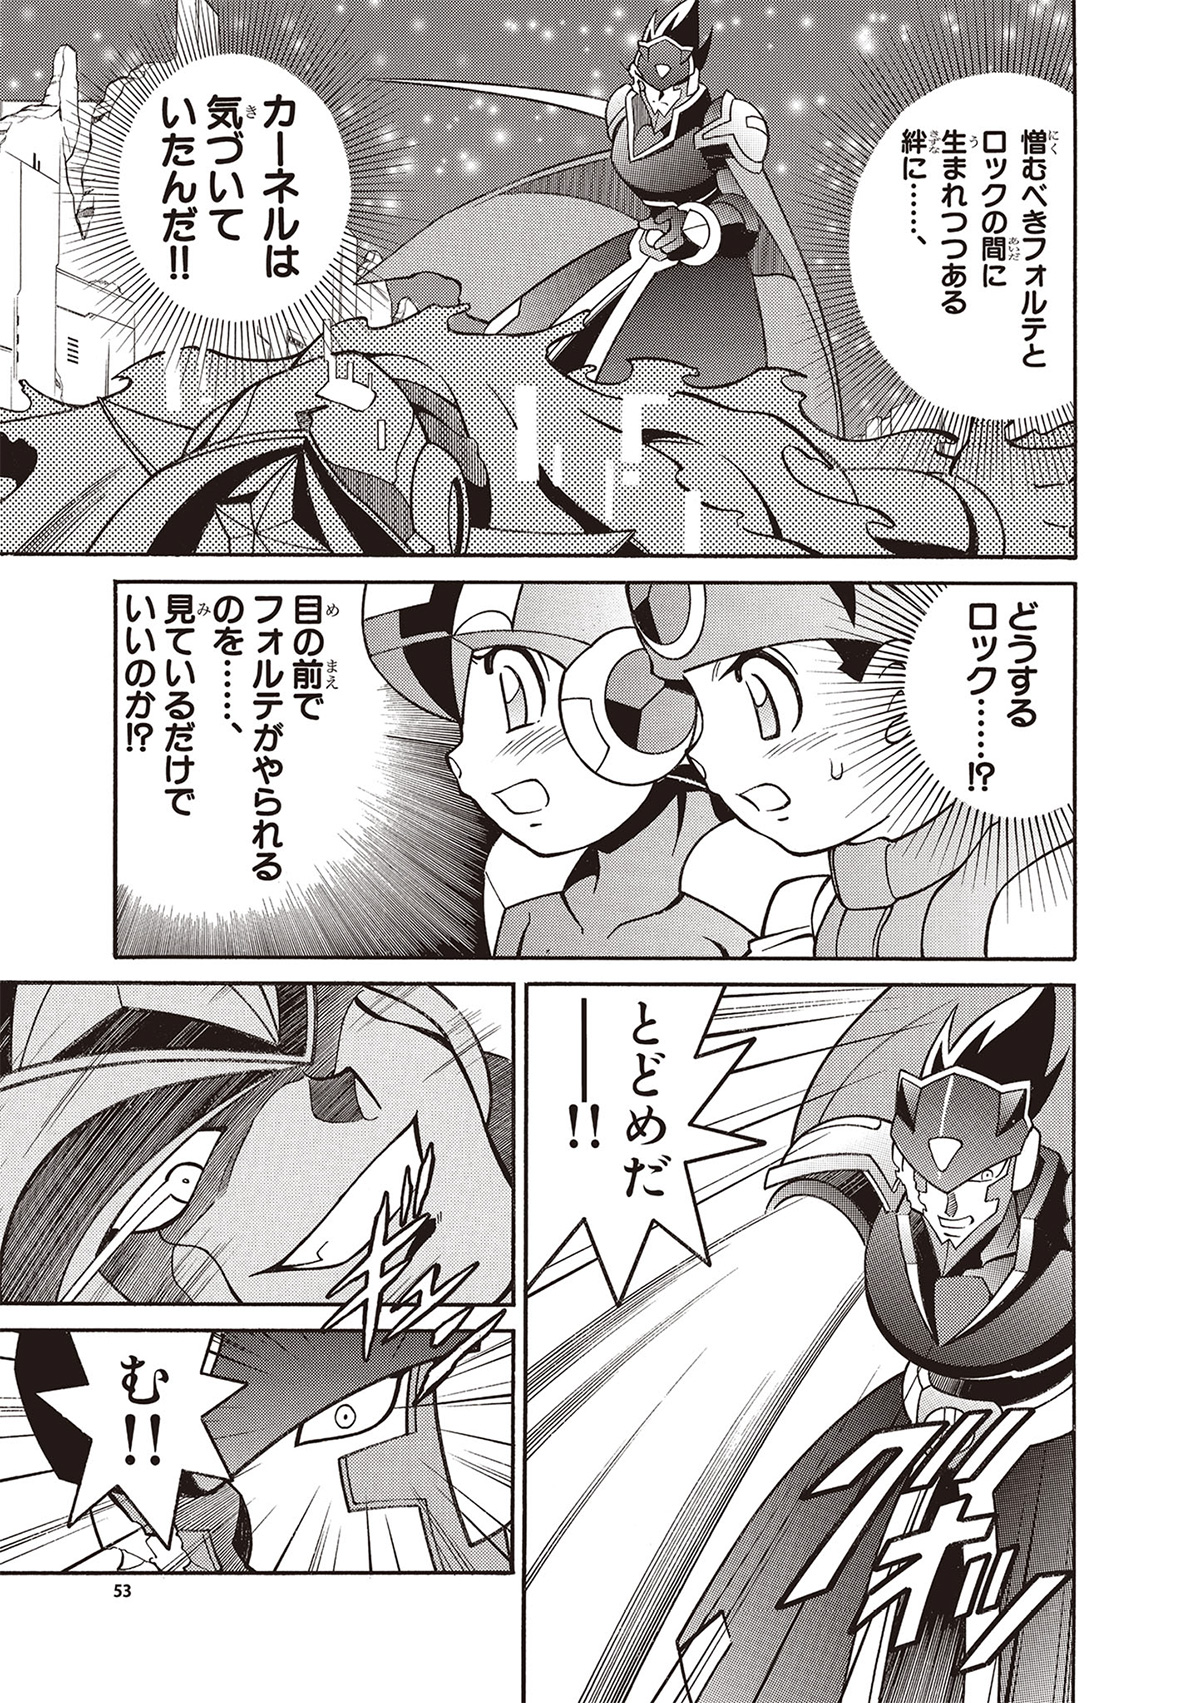 憎むべきフォルテと
ロックの間に
生まれつつある
絆に……、
カーネルは
気づいて
いたんだ!!
どうする
ロック……!?
目の前で
フォルテがやられる
のを……、
見ているだけで
いいのか!?
とどめだ
――!!
グオッ
ギュ
む!!
53